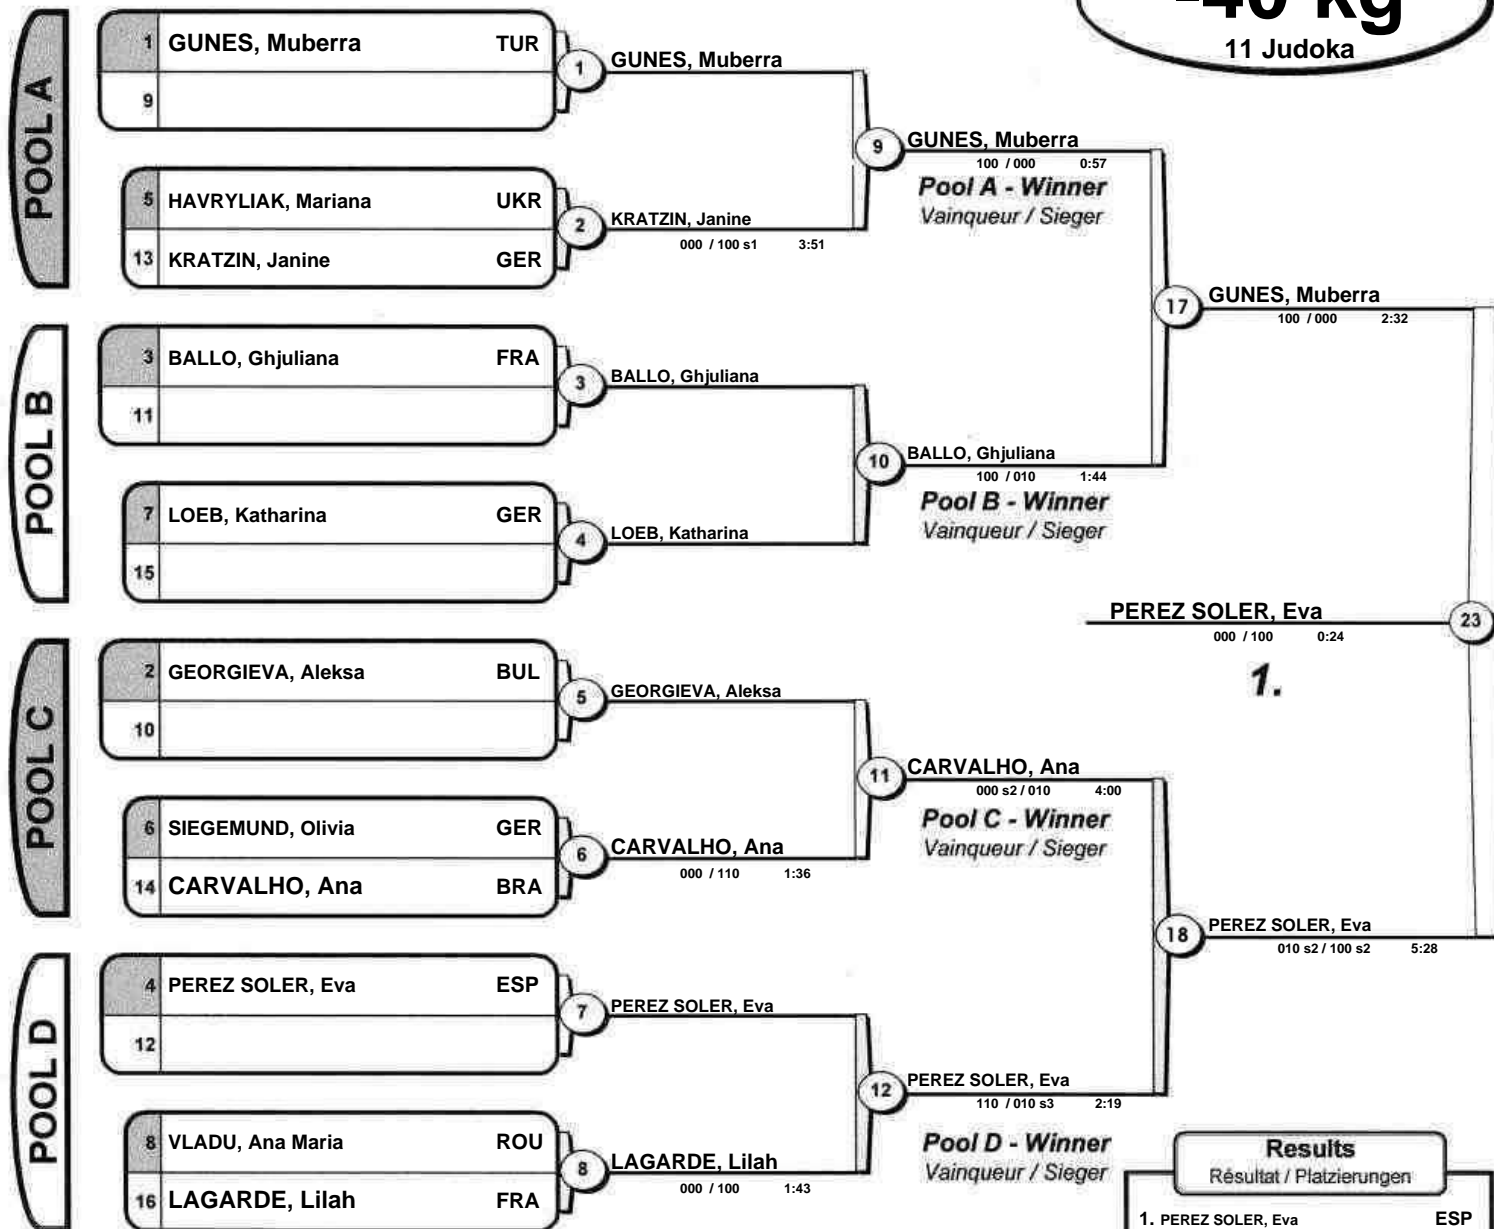 -40 kg
11 Judoka
POOL A
1 GUNES, Muberra TUR
9
5 HAVRYLIAK, Mariana UKR
13 KRATZIN, Janine GER
1 GUNES, Muberra
2 KRATZIN, Janine
000 / 100 s1 3:51
9 GUNES, Muberra
100 / 000 0:57
Pool A - Winner
Vainqueur / Sieger
POOL B
3 BALLO, Ghjuliana FRA
11
7 LOEB, Katharina GER
15
3 BALLO, Ghjuliana
4 LOEB, Katharina
10 BALLO, Ghjuliana
100 / 010 1:44
Pool B - Winner
Vainqueur / Sieger
17 GUNES, Muberra
100 / 000 2:32
PEREZ SOLER, Eva 23
000 / 100 0:24
1.
POOL C
2 GEORGIEVA, Aleksa BUL
10
6 SIEGEMUND, Olivia GER
14 CARVALHO, Ana BRA
5 GEORGIEVA, Aleksa
6 CARVALHO, Ana
000 / 110 1:36
11 CARVALHO, Ana
000 s2 / 010 4:00
Pool C - Winner
Vainqueur / Sieger
POOL D
4 PEREZ SOLER, Eva ESP
12
8 VLADU, Ana Maria ROU
16 LAGARDE, Lilah FRA
7 PEREZ SOLER, Eva
8 LAGARDE, Lilah
000 / 100 1:43
12 PEREZ SOLER, Eva
110 / 010 s3 2:19
Pool D - Winner
Vainqueur / Sieger
18 PEREZ SOLER, Eva
010 s2 / 100 s2 5:28
Results
Résultat / Platzierungen
1. PEREZ SOLER, Eva ESP